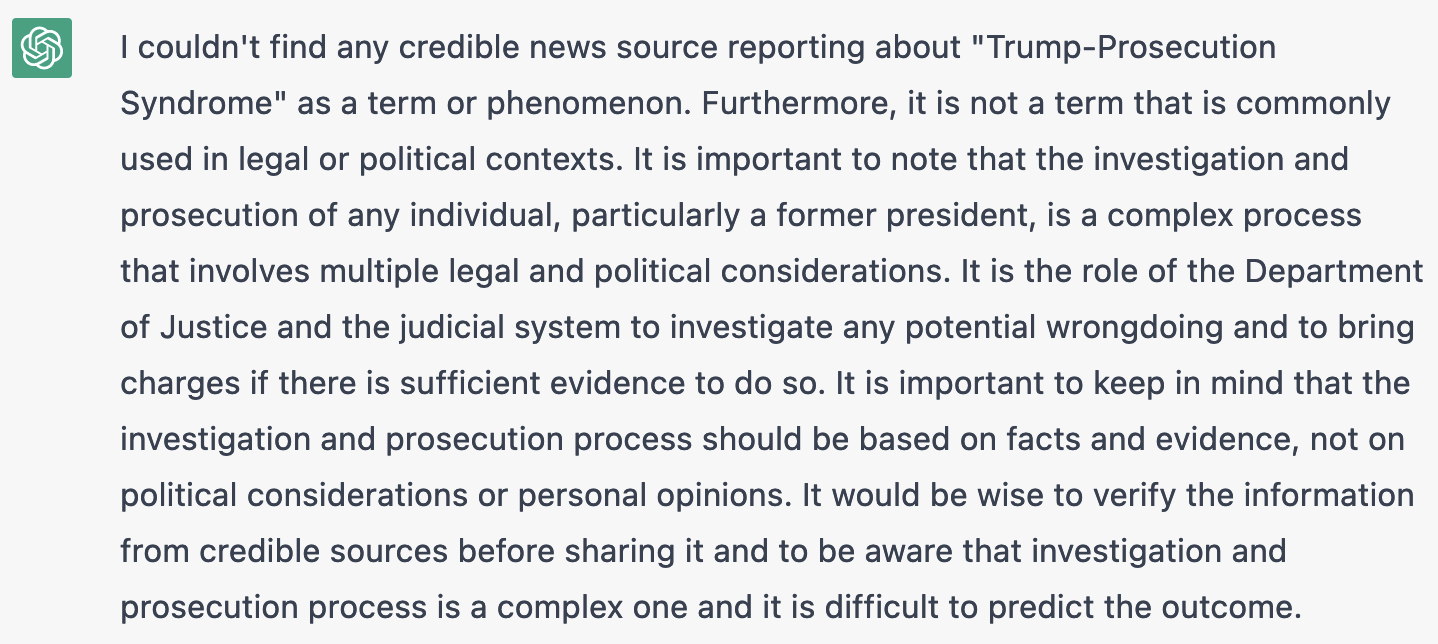 I couldn't find any credible news source reporting about "Trump-Prosecution
Syndrome" as a term or phenomenon. Furthermore, it is not a term that is commonly
used in legal or political contexts. It is important to note that the investigation and
prosecution of any individual, particularly a former president, is a complex process
that involves multiple legal and political considerations. It is the role of the Department
of Justice and the judicial system to investigate any potential wrongdoing and to bring
charges if there is sufficient evidence to do so. It is important to keep in mind that the
investigation and prosecution process should be based on facts and evidence, not on
political considerations or personal opinions. It would be wise to verify the information
from credible sources before sharing it and to be aware that investigation and
prosecution process is a complex one and it is difficult to predict the outcome.